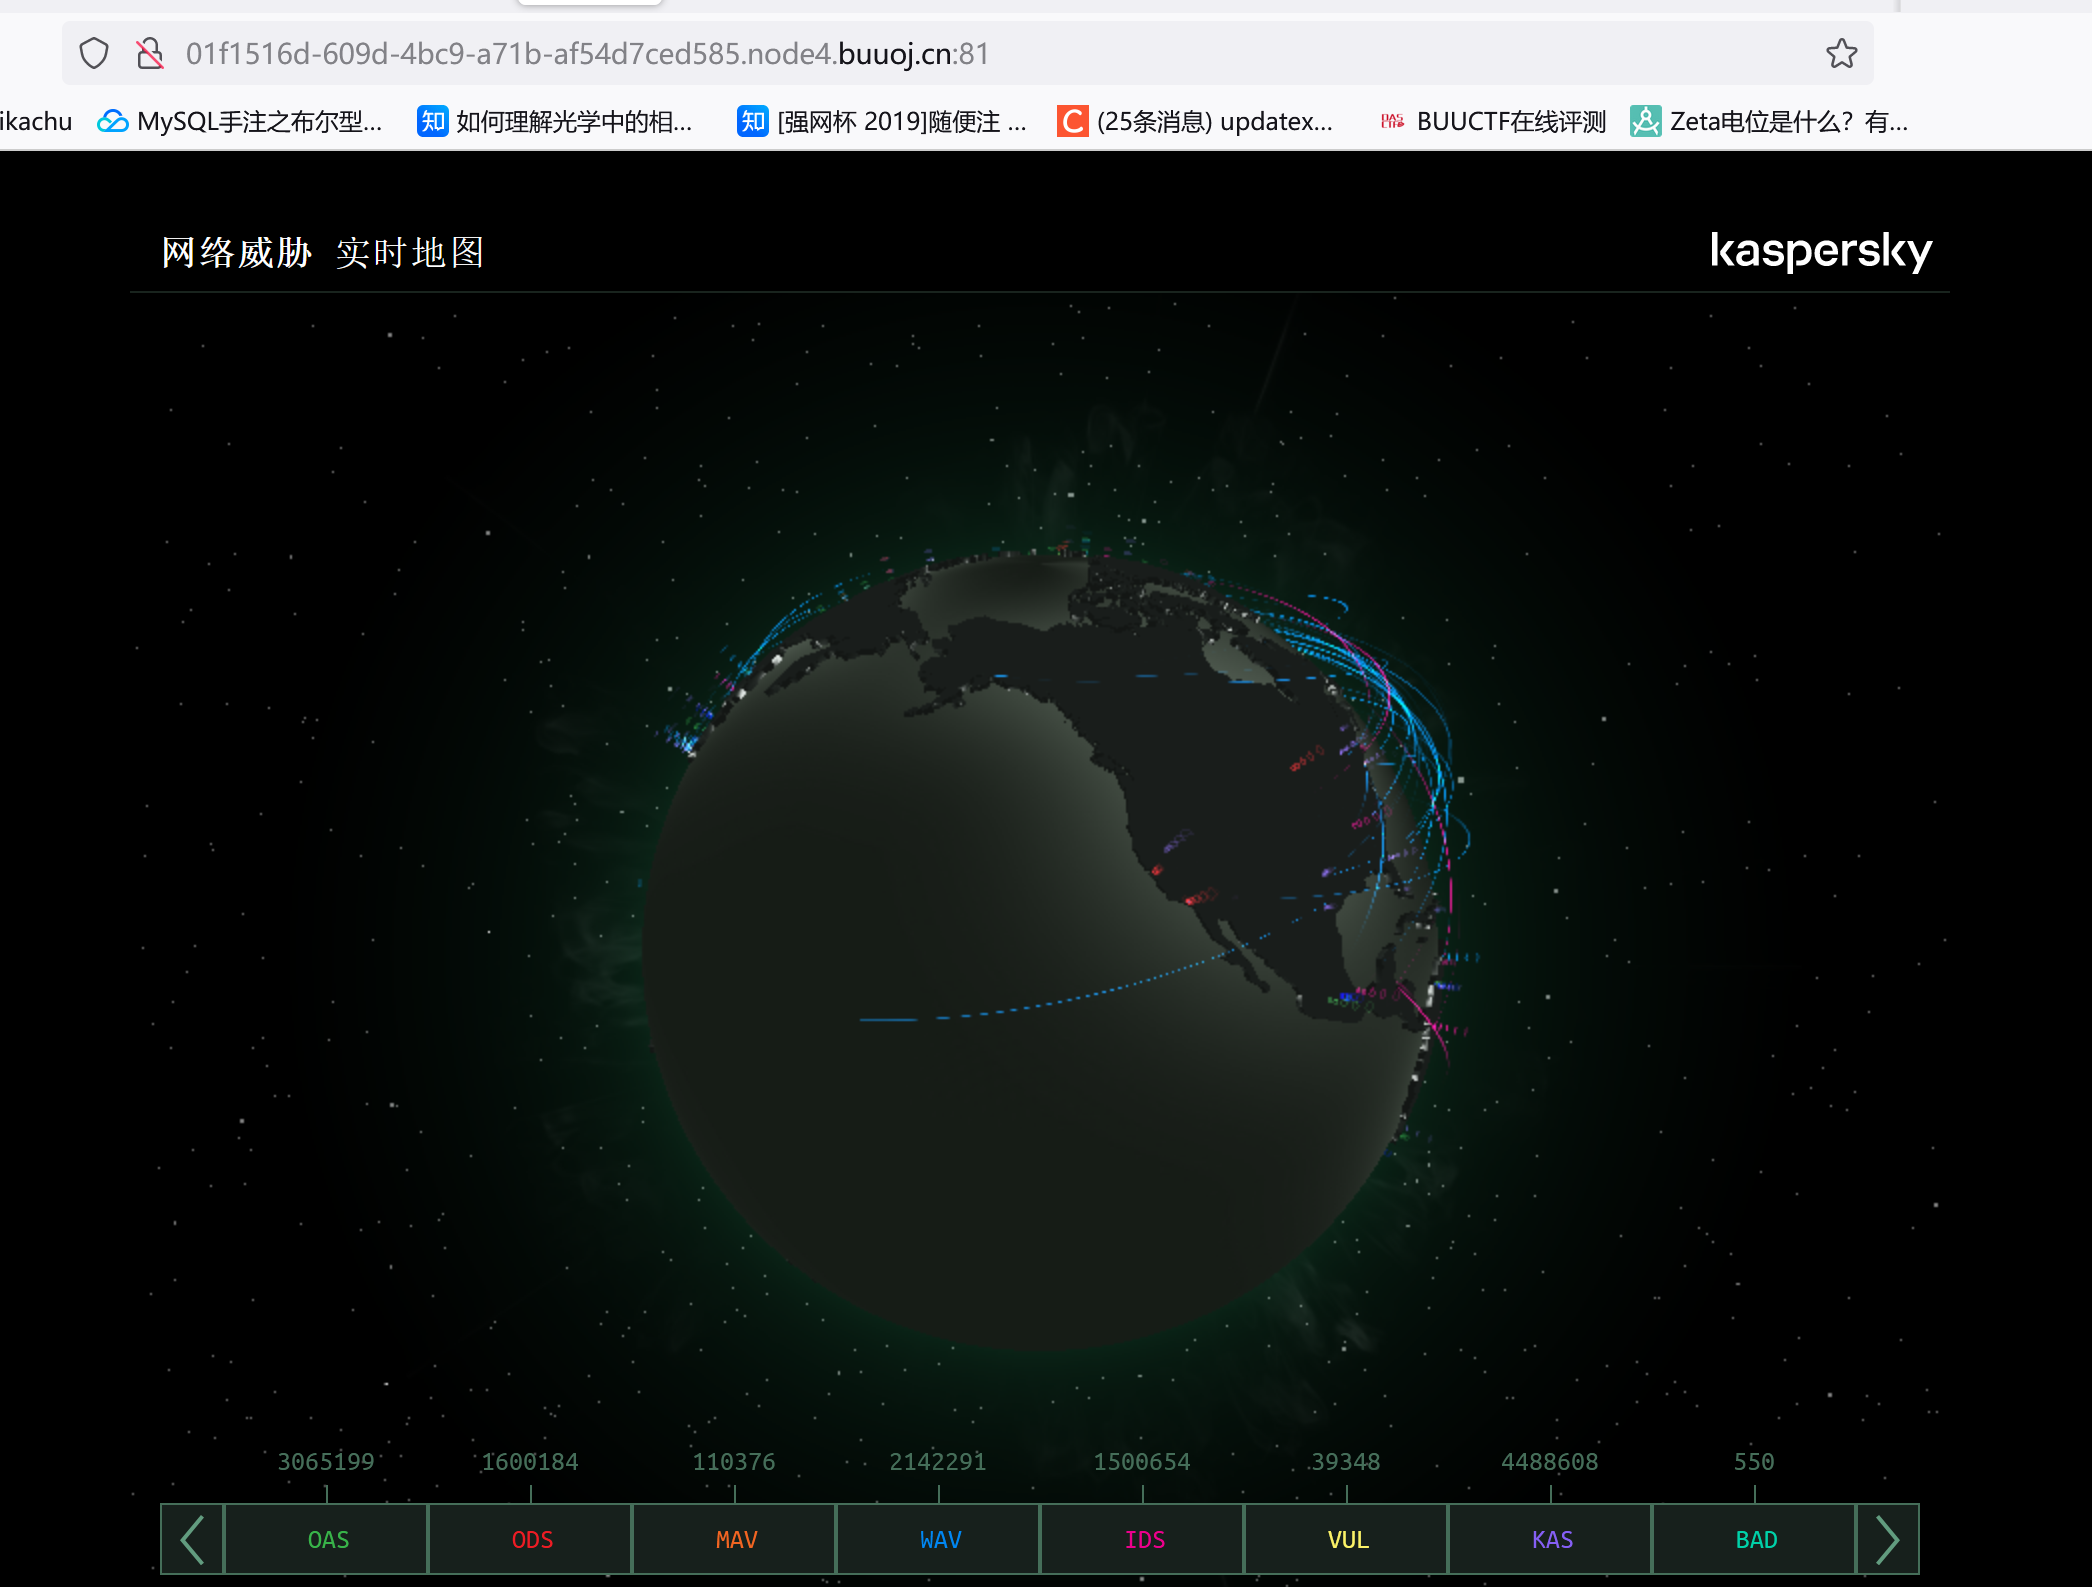 01f1516d-609d-4bc9-a71b-af54d7ced585.node4.buuoj.cn:81
ikachu MySQL手注之布尔型... 知 如何理解光学中的相... 知 [强网杯 2019]随便注 ... C (25条消息) updatex... BUUCTF在线评测 Zeta电位是什么？有...
网络威胁 实时地图 kaspersky
3065199 1600184 110376 2142291 1500654 39348 4488608 550
OAS ODS MAV WAV IDS VUL KAS BAD